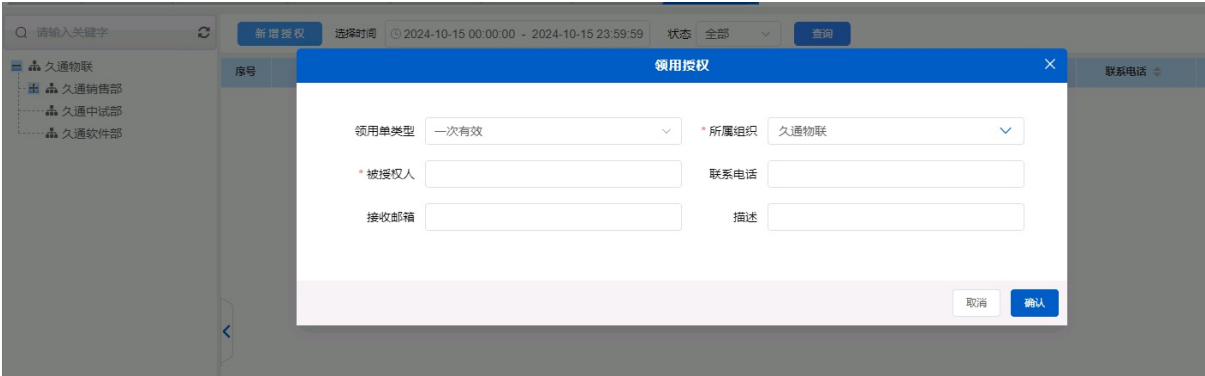 请输入关键字
新增授权 选择时间 2024-10-15 00:00:00 - 2024-10-15 23:59:59 状态 全部 查询
久通物联
久通销售部
久通中试部
久通软件部
序号 联系电话
领用授权
领用单类型 一次有效 * 所属组织 久通物联
* 被授权人 联系电话
接收邮箱 描述
取消 确认